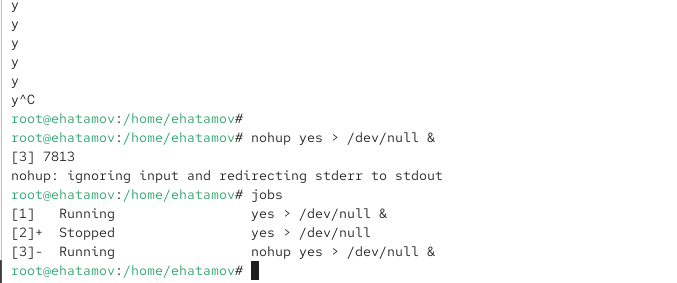 y
y
y
y
y
y^C
root@ehatamov:/home/ehatamov#
root@ehatamov:/home/ehatamov# nohup yes > /dev/null &
[3] 7813
nohup: ignoring input and redirecting stderr to stdout
root@ehatamov:/home/ehatamov# jobs
[1]   Running                 yes > /dev/null &
[2]+  Stopped                 yes > /dev/null
[3]-  Running                 nohup yes > /dev/null &
root@ehatamov:/home/ehatamov#